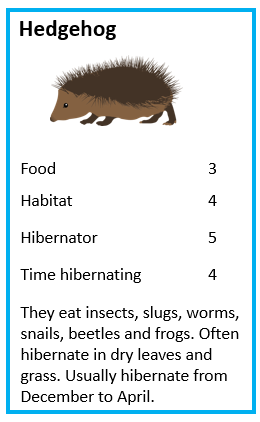 Hedgehog
Food 3
Habitat 4
Hibernator 5
Time hibernating 4
They eat insects, slugs, worms,
snails, beetles and frogs. Often
hibernate in dry leaves and
grass. Usually hibernate from
December to April.